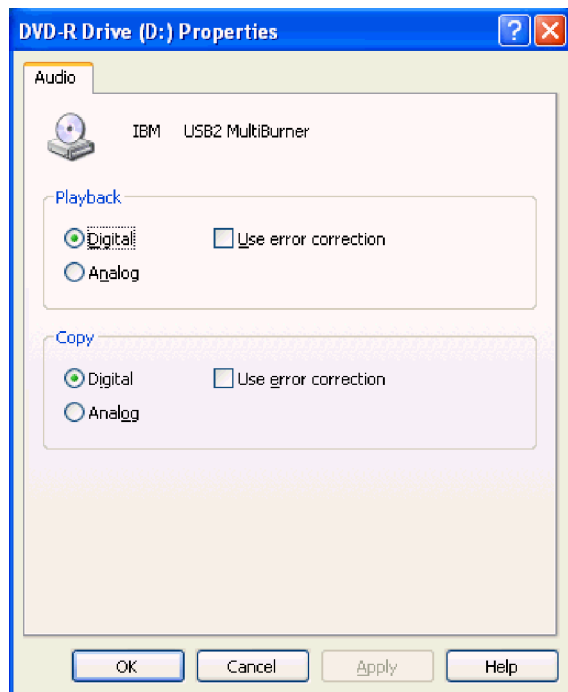 DVD-R Drive (D:) Properties
Audio
IBM USB2 MultiBurner
Playback
Digital Use error correction
Analog
Copy
Digital Use error correction
Analog
OK Cancel Apply Help